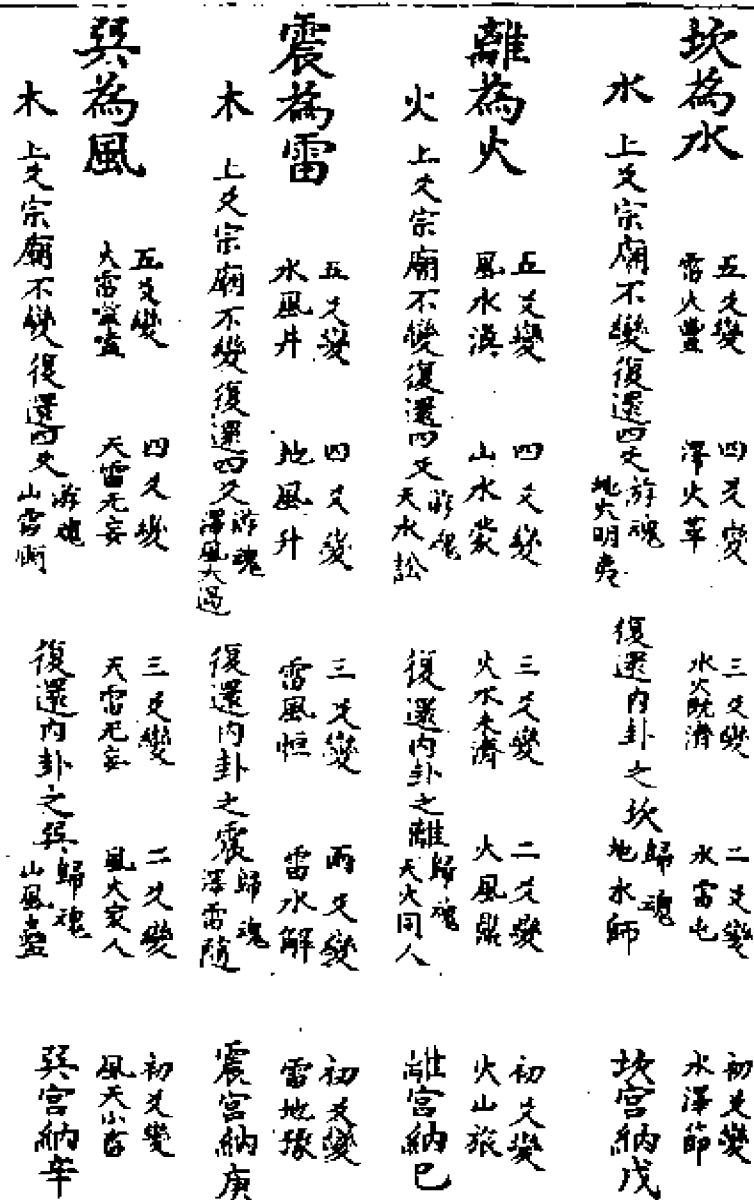 坎為水
五爻變
雷火豐
四爻變
澤火革
三爻變
水火既濟
二爻變
水雷屯
初爻變
水澤節
水
上爻宗廟不變復還四爻
游魂
地火明夷
復還内卦之坎
歸魂
地水師
坎宮納戊
離為火
五爻變
風水渙
四爻變
山水蒙
三爻變
火水未濟
二爻變
火風鼎
初爻變
火山旅
火
上爻宗廟不變復還四爻
游魂
天水訟
復還内卦之離
歸魂
天火同人
離宮納巳
震為雷
五爻變
水風井
四爻變
地風升
三爻變
雷風恒
兩爻變
雷水解
初爻變
雷地豫
木
上爻宗廟不變復還四爻
游魂
澤風大過
復還内卦之震
歸魂
澤雷隨
震宮納庚
巽為風
五爻變
火雷噬嗑
四爻變
天雷无妄
三爻變
天雷无妄
二爻變
風火家人
初爻變
風天小畜
木
上爻宗廟不變復還四爻
游魂
山雷頤
復還内卦之巽
歸魂
山風蠱
巽宮納辛